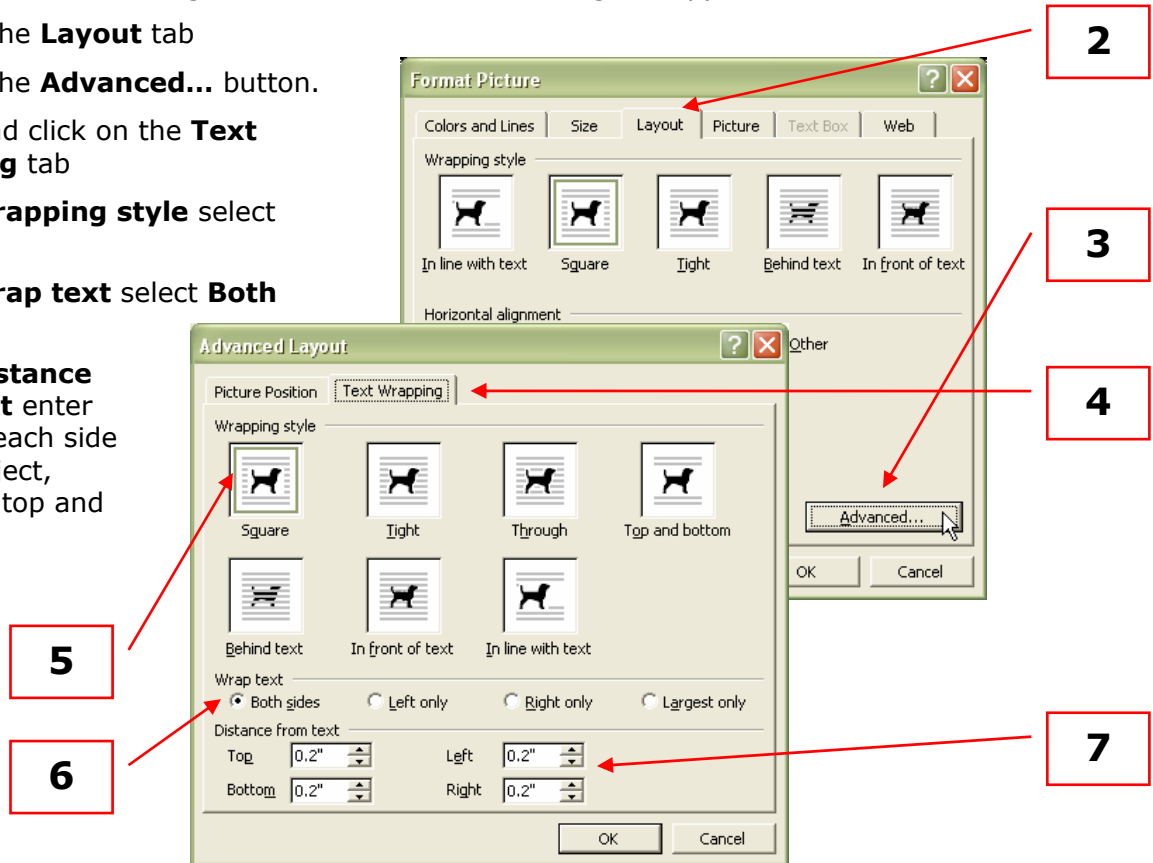 he Layout tab
he Advanced... button.
d click on the Text
g tab
rapping style select
rap text select Both
stance
t enter
each side
ject,
top and
2
Format Picture
Colors and Lines Size Layout Picture Text Box Web
Wrapping style
In line with text Square Tight Behind text In front of text
3
Horizontal alignment
Other
Advanced...
OK Cancel
Advanced Layout
Picture Position Text Wrapping
4
Wrapping style
Square Tight Through Top and bottom
Behind text In front of text In line with text
5
Wrap text
Both sides Left only Right only Largest only
6
Distance from text
Top 0.2" Left 0.2"
Bottom 0.2" Right 0.2"
7
OK Cancel